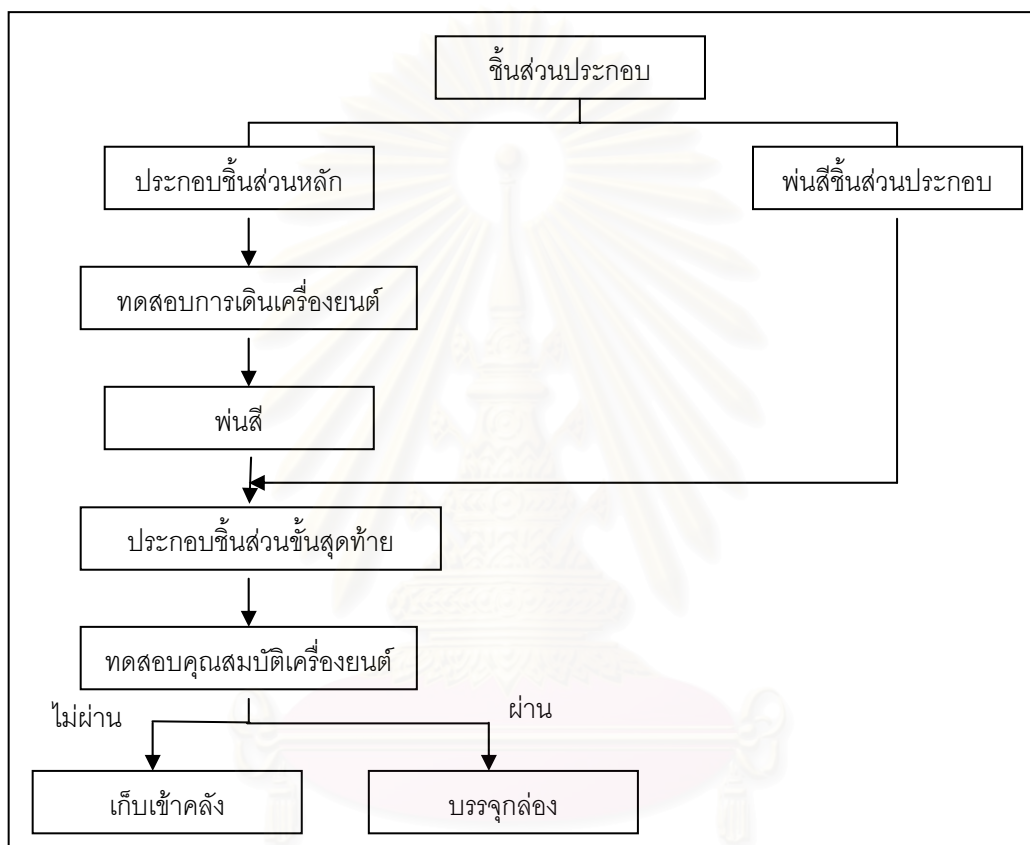 ชิ้นส่วนประกอบ
ประกอบชิ้นส่วนหลัก
พ่นสีชิ้นส่วนประกอบ
ทดสอบการเดินเครื่องยนต์
พ่นสี
ประกอบชิ้นส่วนขั้นสุดท้าย
ทดสอบคุณสมบัติเครื่องยนต์
ไม่ผ่าน
ผ่าน
เก็บเข้าคลัง
บรรจุกล่อง